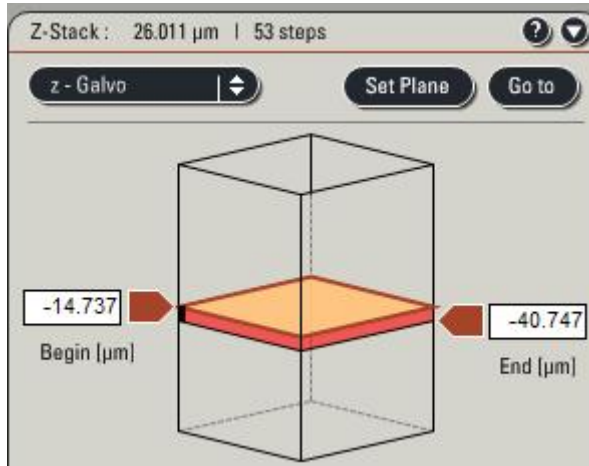 Z-Stack : 26.011 µm | 53 steps ?
z - Galvo Set Plane Go to
-14.737
-40.747
Begin [µm]
End [µm]